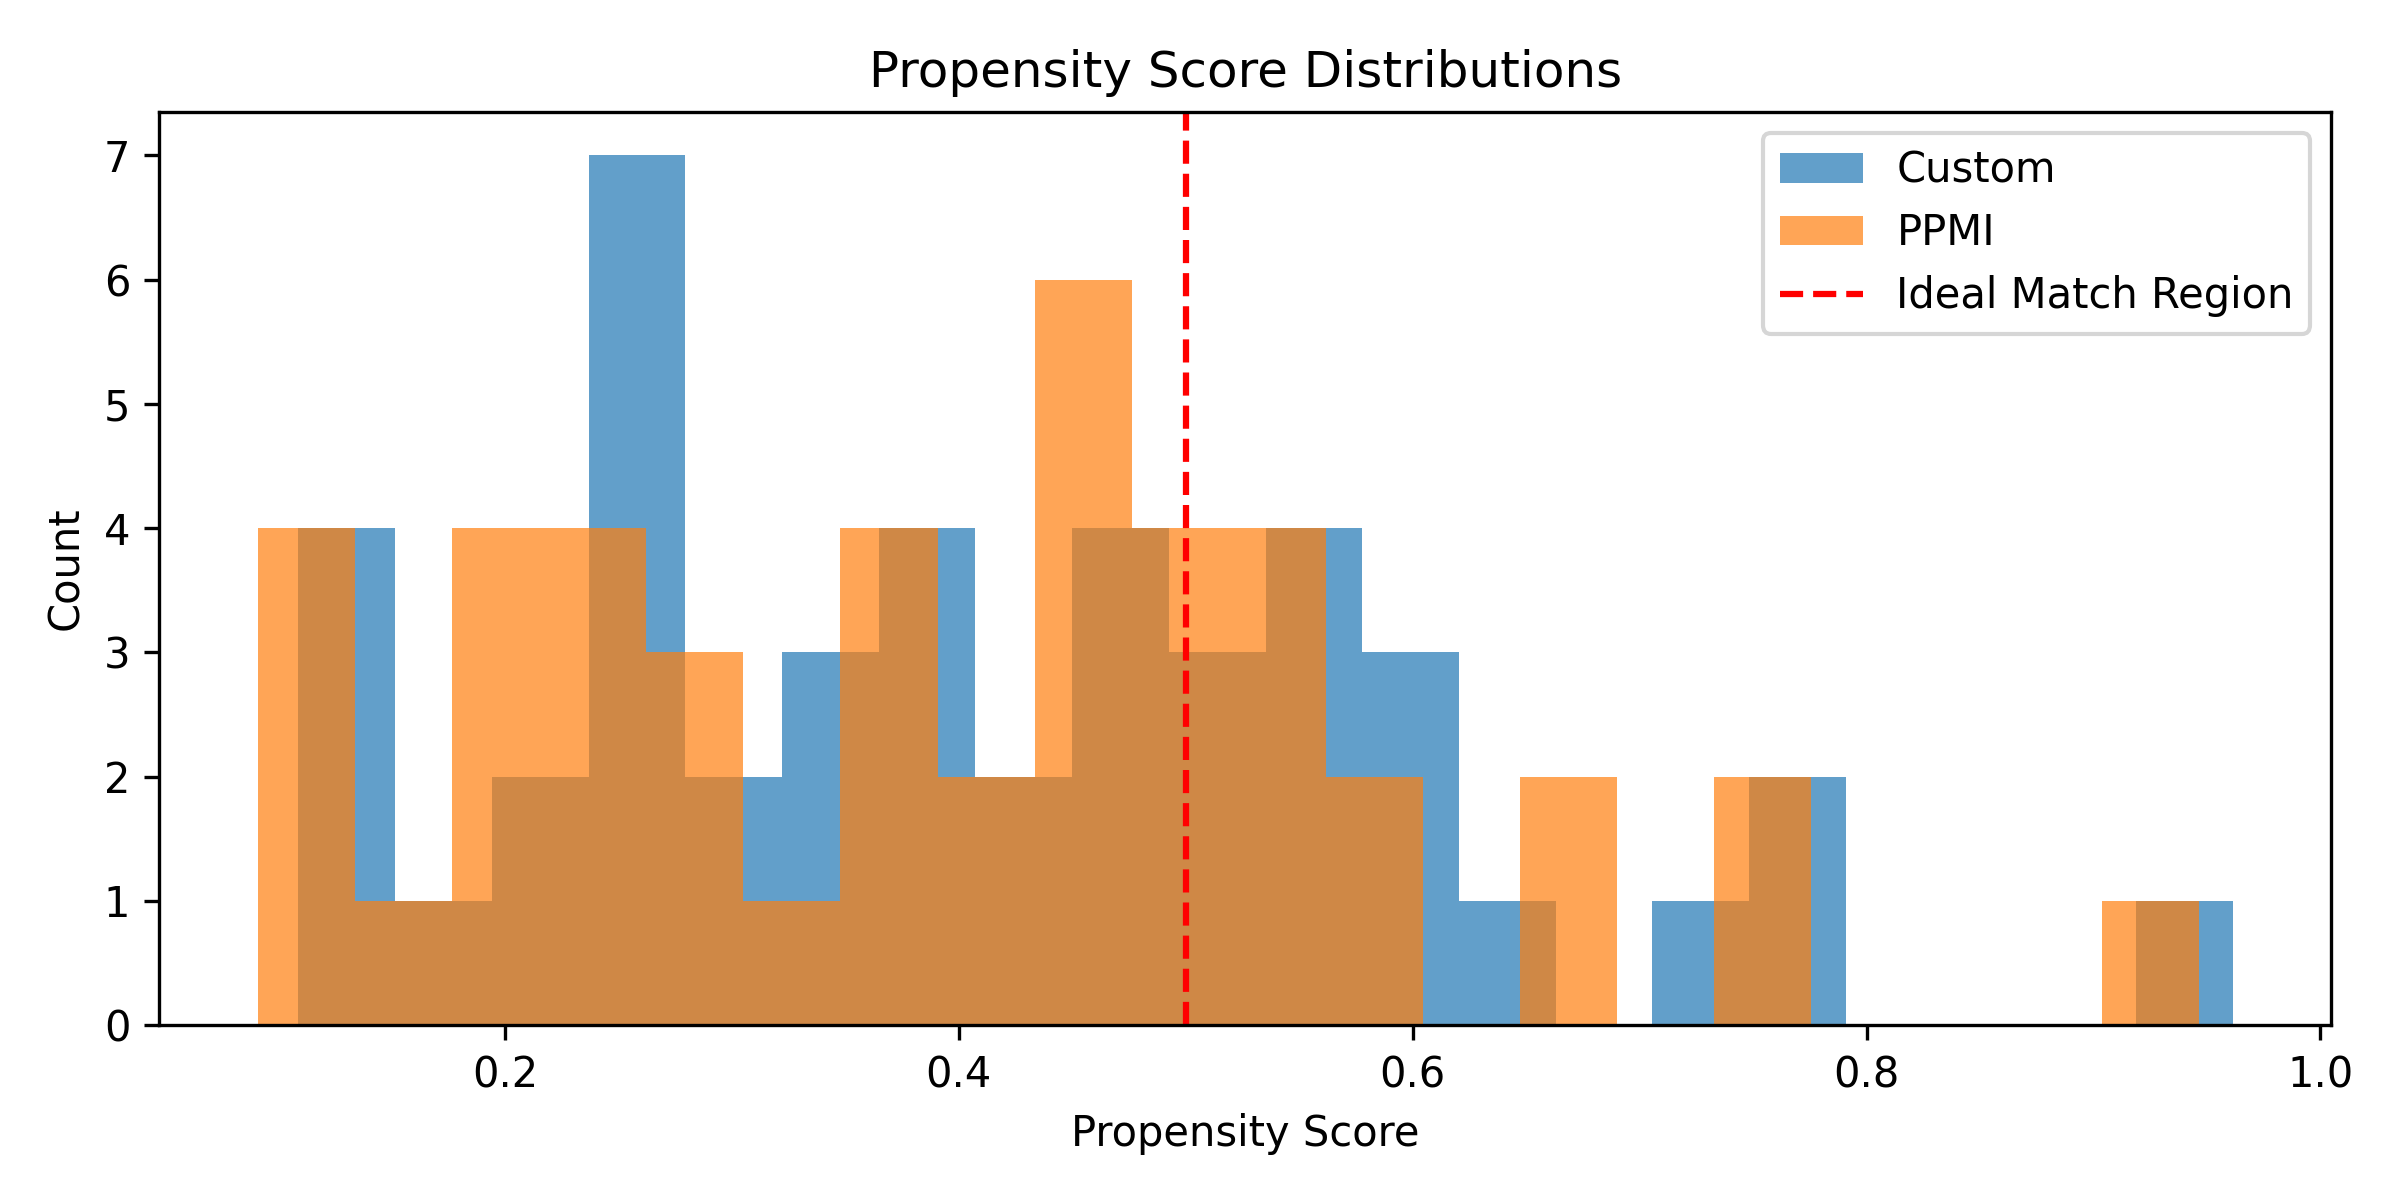 Propensity Score Distributions
Custom
PPMI
Ideal Match Region
7
6
5
4
3
2
1
0
Count
0.2 0.4 0.6 0.8 1.0
Propensity Score